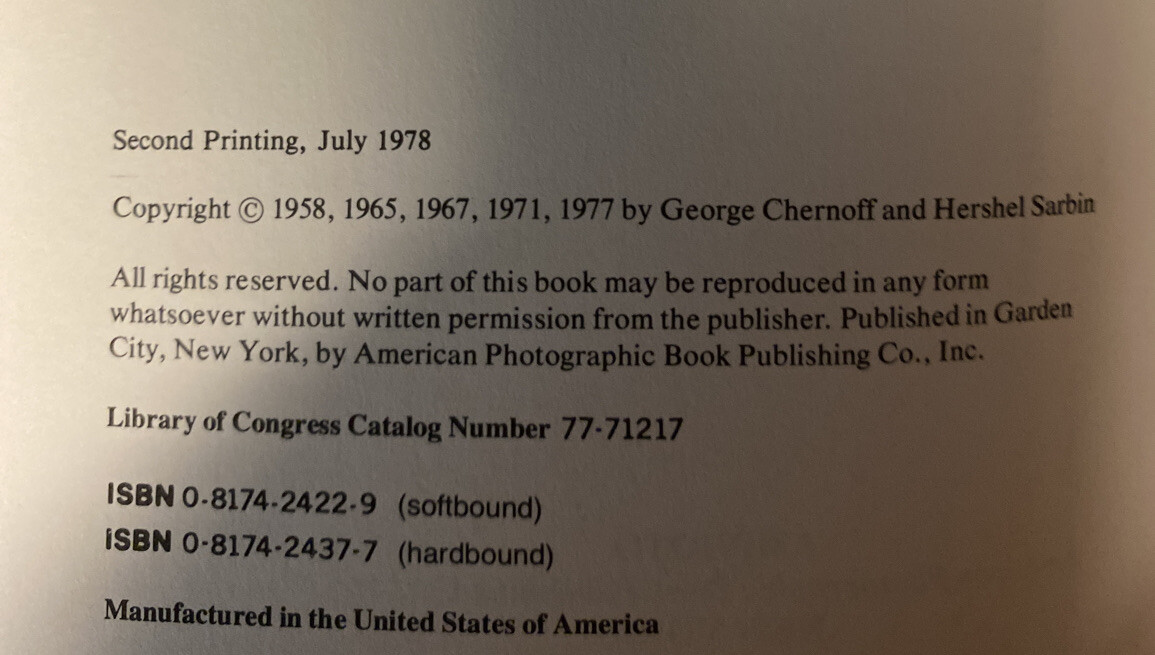 Second Printing, July 1978
Copyright © 1958, 1965, 1967, 1971, 1977 by George Chernoff and Hershel Sarbin
All rights reserved. No part of this book may be reproduced in any form
whatsoever without written permission from the publisher. Published in Garden
City, New York, by American Photographic Book Publishing Co., Inc.
Library of Congress Catalog Number 77-71217
ISBN 0-8174-2422-9 (softbound)
ISBN 0-8174-2437-7 (hardbound)
Manufactured in the United States of America